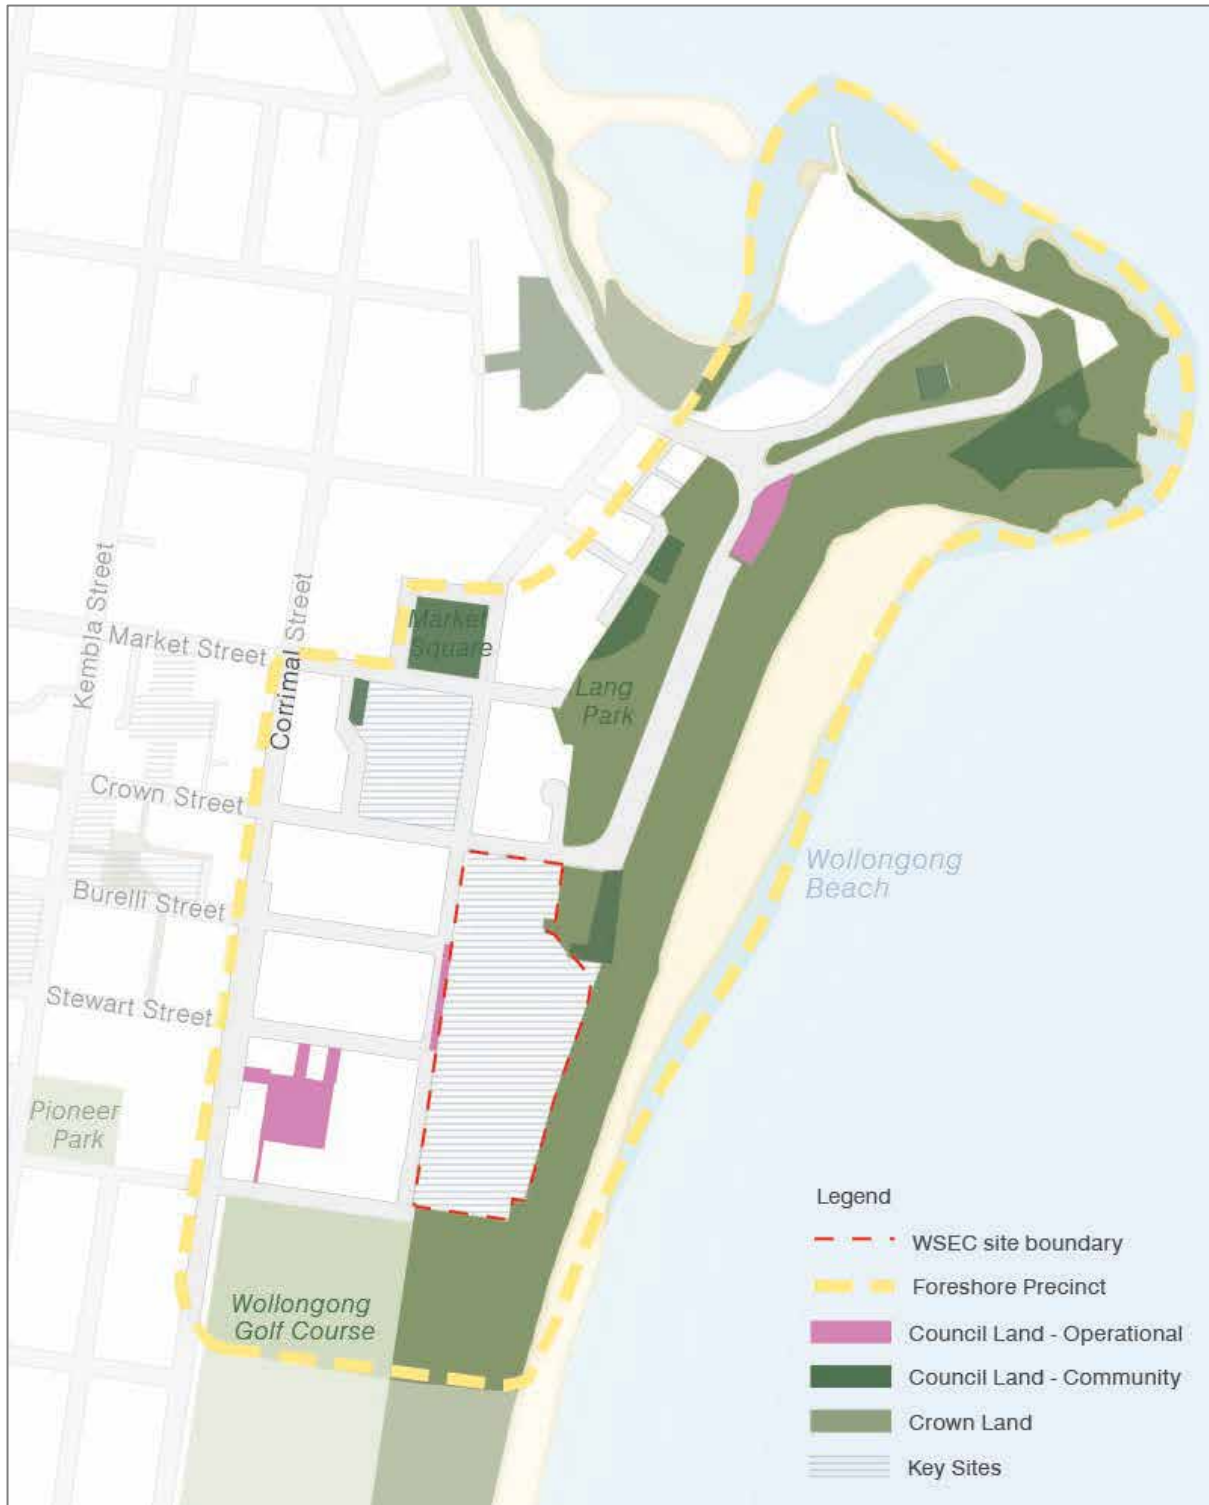 Market
Square
Kembla Street
Market Street
Corrimal Street
Lang
Park
Crown Street
Wollongong
Beach
Burelli Street
Stewart Street
Pioneer
Park
Wollongong
Golf Course
Legend
WSEC site boundary
Foreshore Precinct
Council Land - Operational
Council Land - Community
Crown Land
Key Sites